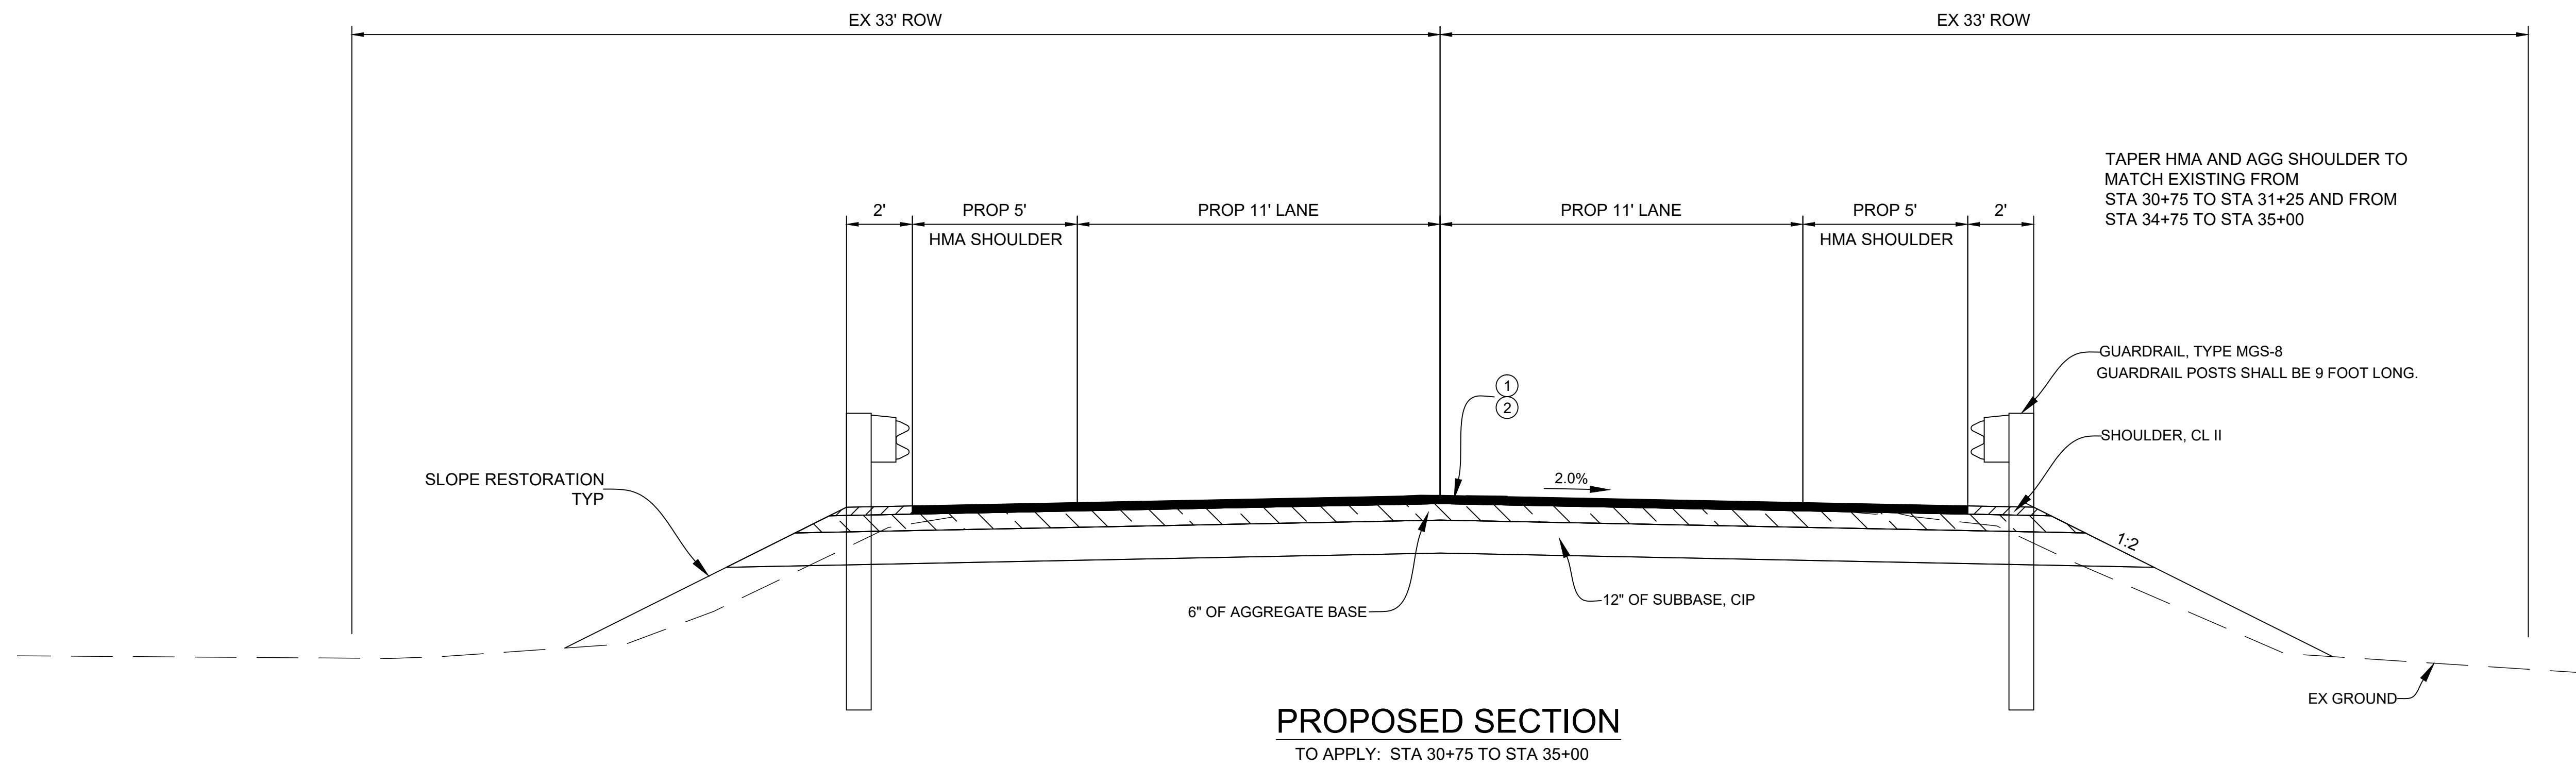 EX 33' ROW
EX 33' ROW
TAPER HMA AND AGG SHOULDER TO
MATCH EXISTING FROM
STA 30+75 TO STA 31+25 AND FROM
STA 34+75 TO STA 35+00
2'
PROP 5'
HMA SHOULDER
PROP 11' LANE
PROP 11' LANE
PROP 5'
HMA SHOULDER
2'
GUARDRAIL, TYPE MGS-8
GUARDRAIL POSTS SHALL BE 9 FOOT LONG.
1
2
SHOULDER, CL II
SLOPE RESTORATION
TYP
2.0%
1:2
6" OF AGGREGATE BASE
12" OF SUBBASE, CIP
EX GROUND
PROPOSED SECTION
TO APPLY: STA 30+75 TO STA 35+00